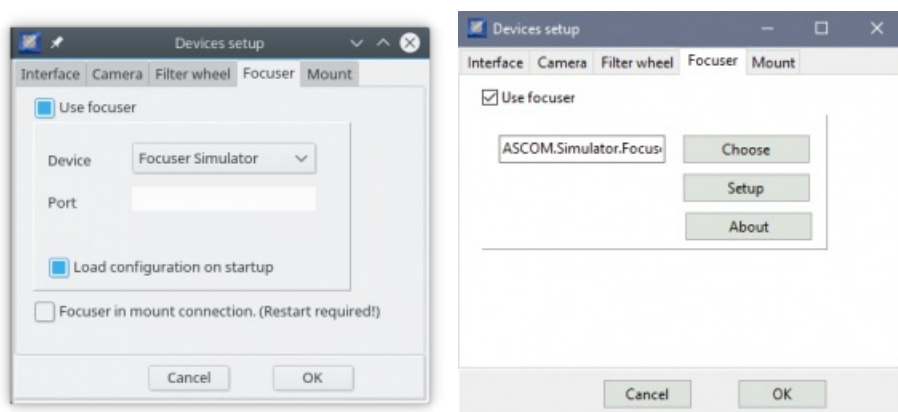 Devices setup
Interface Camera Filter wheel Focuser Mount
Use focuser
Device Focuser Simulator
Port
Load configuration on startup
Focuser in mount connection. (Restart required!)
Cancel OK
Devices setup
Interface Camera Filter wheel Focuser Mount
Use focuser
ASCOM.Simulator.Focus Choose
Setup
About
Cancel OK